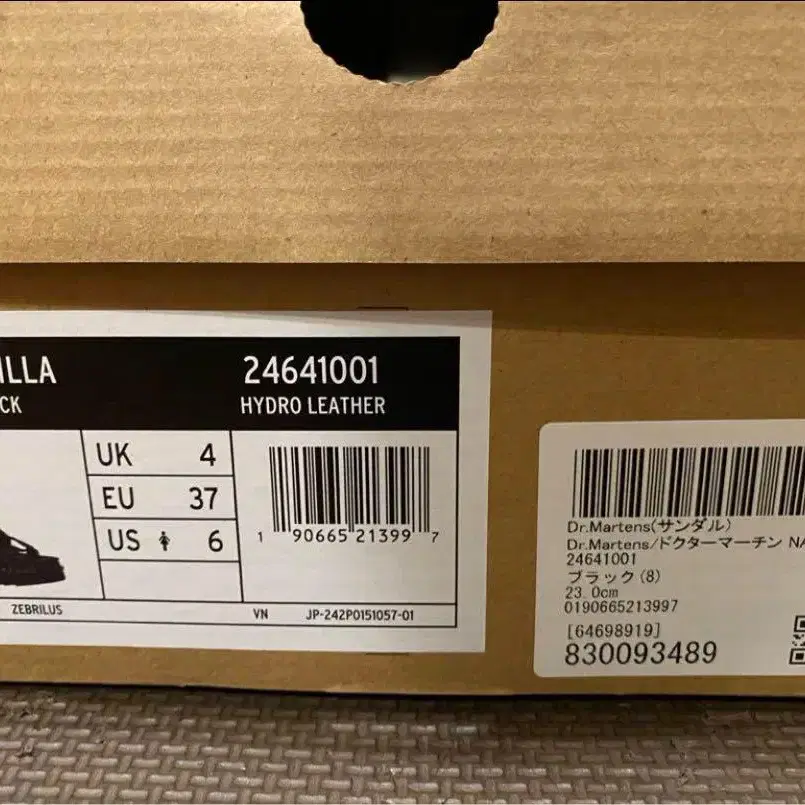 ILLA
CK
24641001
HYDRO LEATHER
UK 4
EU 37
US 6
1 90665 21399 7
ZEBRILUS
VN JP-242P0151057-01
Dr.Martens(サンダル)
Dr.Martens/ドクターマーチン NA
24641001
ブラック(8)
23.0cm
0190665213997
[64698919]
830093489